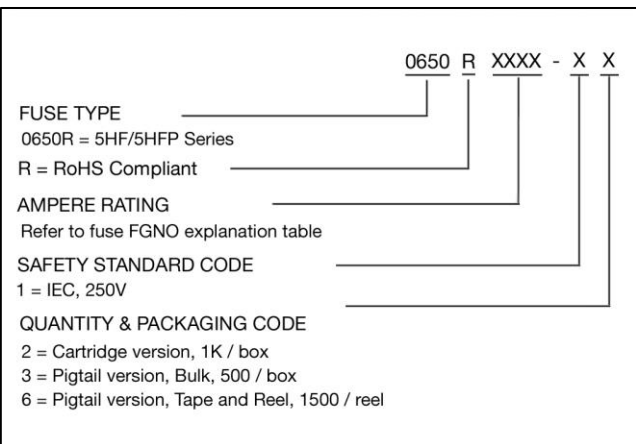 0650 R XXXX - X X
FUSE TYPE
0650R = 5HF/5HFP Series
R = RoHS Compliant
AMPERE RATING
Refer to fuse FGNO explanation table
SAFETY STANDARD CODE
1 = IEC, 250V
QUANTITY & PACKAGING CODE
2 = Cartridge version, 1K / box
3 = Pigtail version, Bulk, 500 / box
6 = Pigtail version, Tape and Reel, 1500 / reel